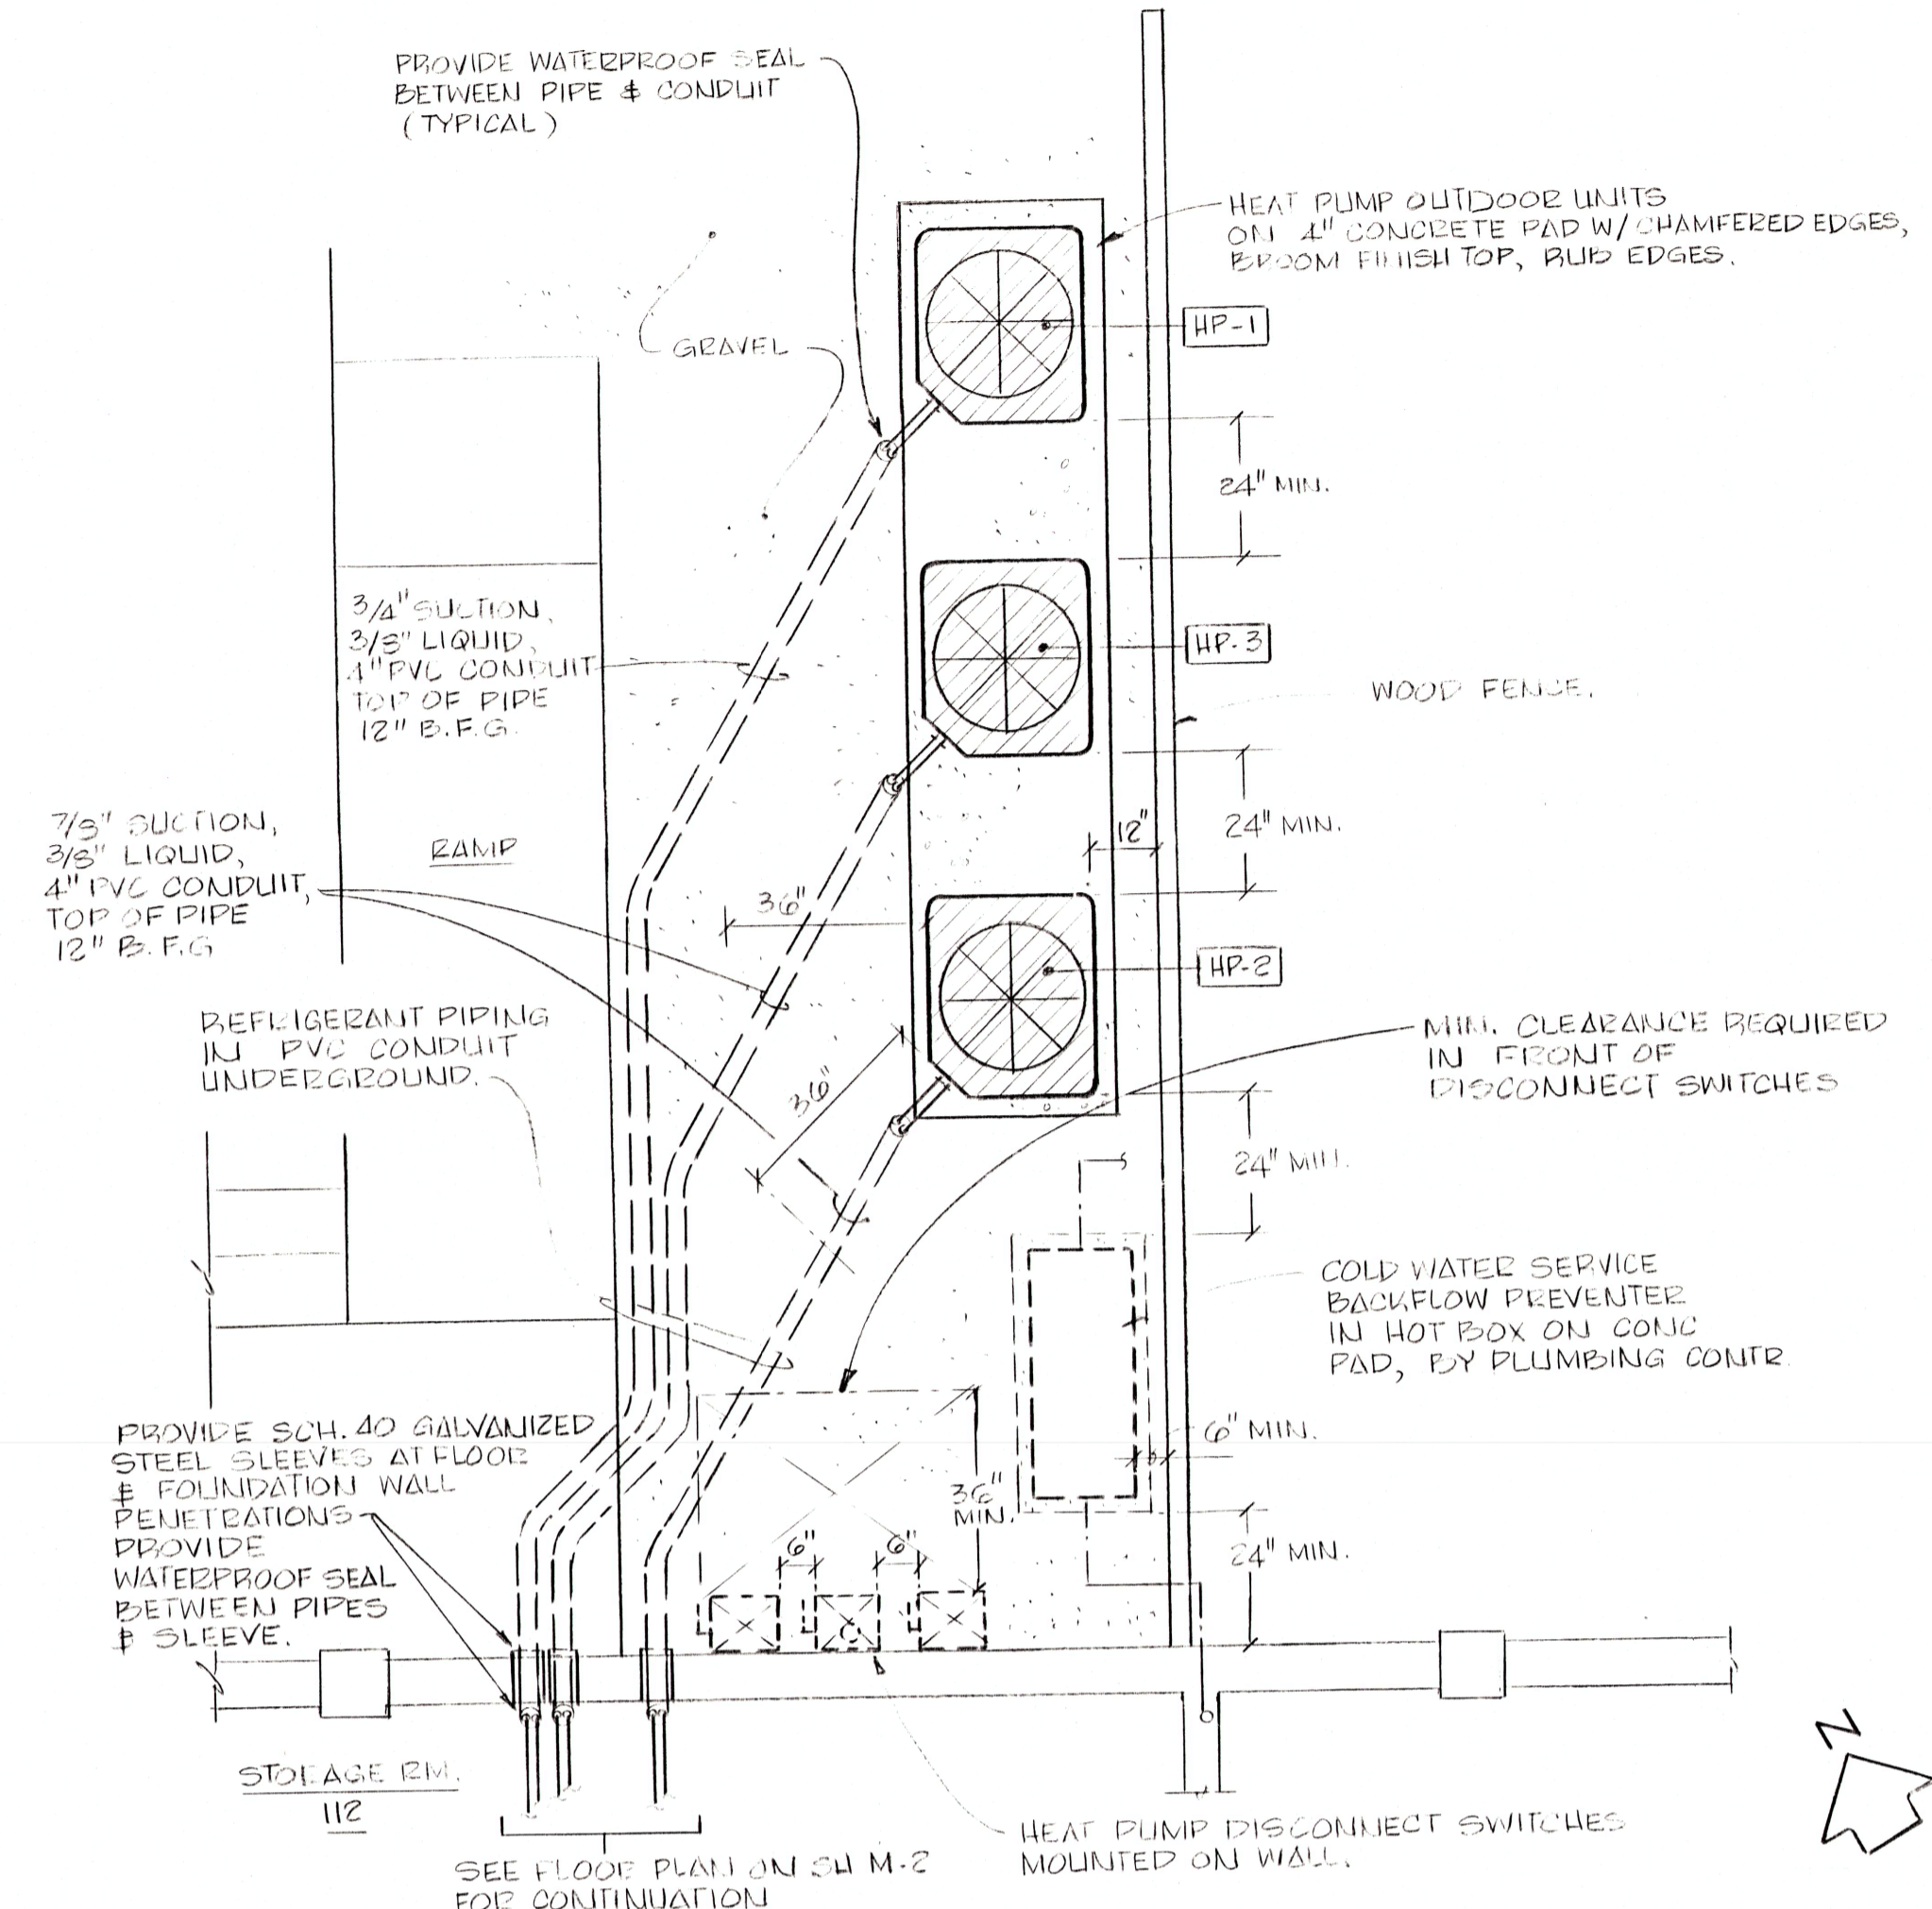 PROVIDE WATERPROOF SEAL
BETWEEN PIPE & CONDUIT
(TYPICAL)
HEAT PUMP OUTDOOR UNITS
ON 4" CONCRETE PAD W/ CHAMFERED EDGES,
BROOM FINISH TOP, RUB EDGES.
HP-1
GRAVEL
24" MIN.
3/4" SUCTION,
3/8" LIQUID,
4" PVC CONDUIT
TOP OF PIPE
12" B.F.G.
HP-3
WOOD FENCE.
7/8" SUCTION,
3/8" LIQUID,
4" PVC CONDUIT,
TOP OF PIPE
12" B.F.G
RAMP
24" MIN.
12"
36"
HP-2
REFRIGERANT PIPING
IN PVC CONDUIT
UNDERGROUND.
36"
MIN. CLEARANCE REQUIRED
IN FRONT OF
DISCONNECT SWITCHES
24" MIN.
COLD WATER SERVICE
BACKFLOW PREVENTER
IN HOT BOX ON CONC
PAD, BY PLUMBING CONTR.
PROVIDE SCH. 40 GALVANIZED
STEEL SLEEVES AT FLOOR
& FOUNDATION WALL
PENETRATIONS
PROVIDE
WATERPROOF SEAL
BETWEEN PIPES
& SLEEVE.
6" MIN.
36"
MIN.
6"
6"
24" MIN.
STORAGE RM.
112
N
HEAT PUMP DISCONNECT SWITCHES
MOUNTED ON WALL.
SEE FLOOR PLAN ON SH M-2
FOR CONTINUATION